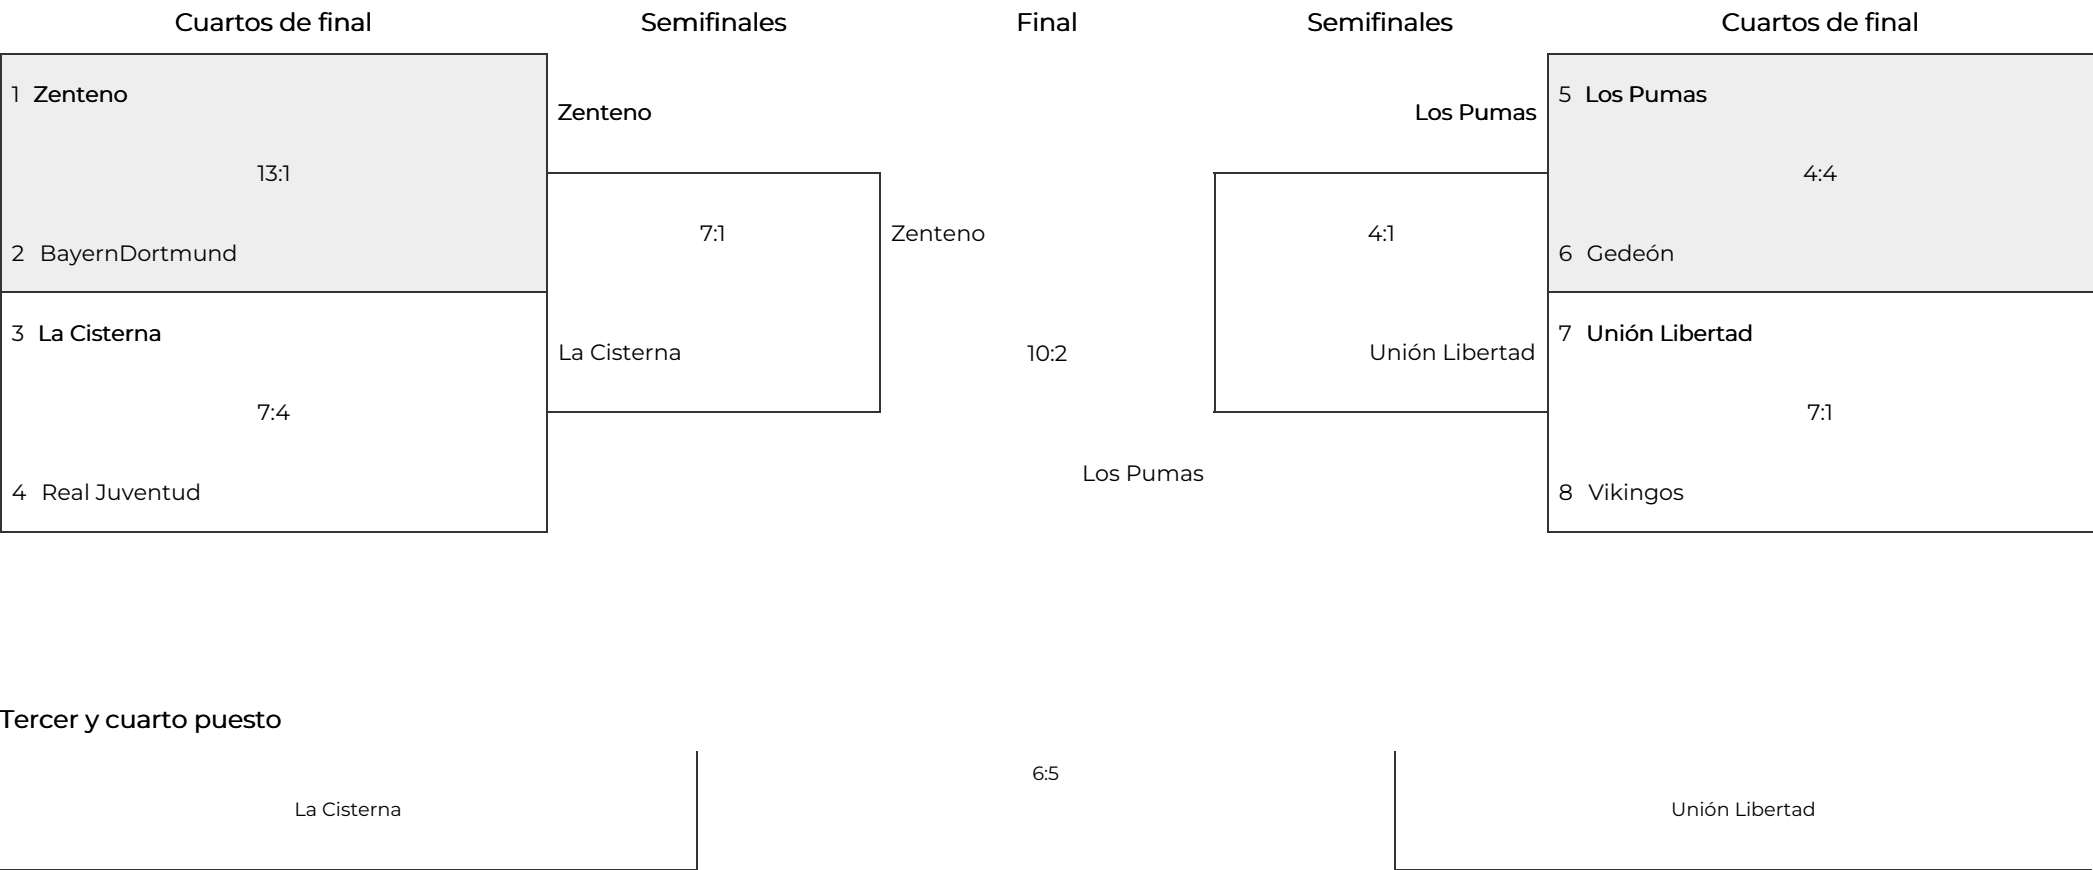 Cuartos de final
Semifinales
Final
Semifinales
Cuartos de final
1 Zenteno
13:1
2 BayernDortmund
3 La Cisterna
7:4
4 Real Juventud
Zenteno
7:1
La Cisterna
Zenteno
10:2
Los Pumas
Los Pumas
4:1
Unión Libertad
5 Los Pumas
4:4
6 Gedeón
7 Unión Libertad
7:1
8 Vikingos
Tercer y cuarto puesto
La Cisterna
6:5
Unión Libertad